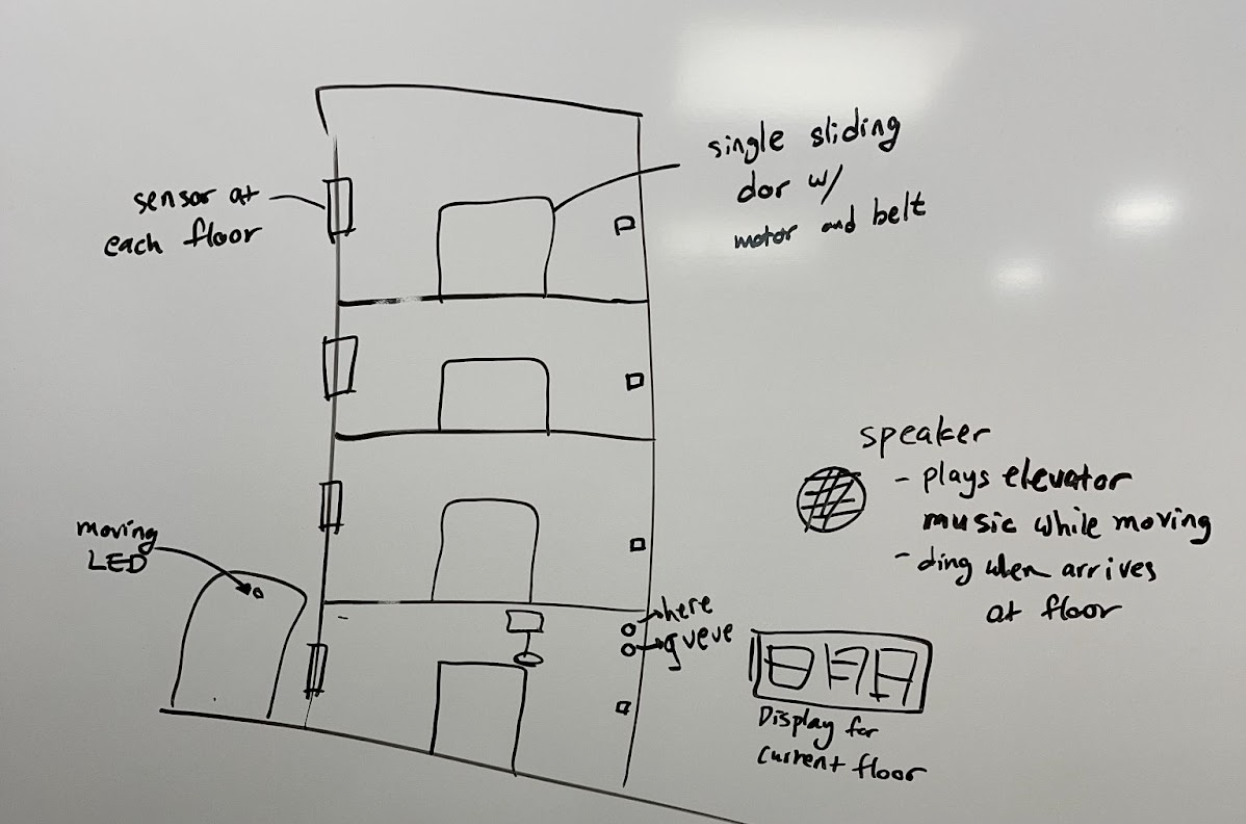 sensor at
each floor
single sliding
dor w/
motor and belt
speaker
- plays elevator
music while moving
- ding when arrives
at floor
moving
LED
here
queue
Display for
current floor